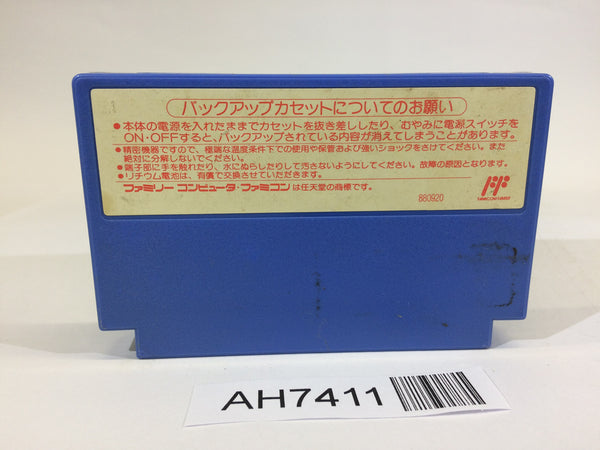 バックアップカセットについてのお願い
●本体の電源を入れたままでカセットを抜き差ししたり、むやみに電源スイッチを
ON・OFFすると、バックアップされている内容が消えてしまうことがあります。
●精密機器ですので、極端な温度条件下での使用や保管および強いショックをさけてください。また
絶対に分解しないでください。
●端子部に手を触れたり、水にぬらしたりして汚さないようにしてください。故障の原因となります。
●リチウム電池は、有償で交換させていただきます。
ファミリー コンピュータ・ファミコン は任天堂の商標です。
880920
FF
FAMICOM FAMILY
AH7411